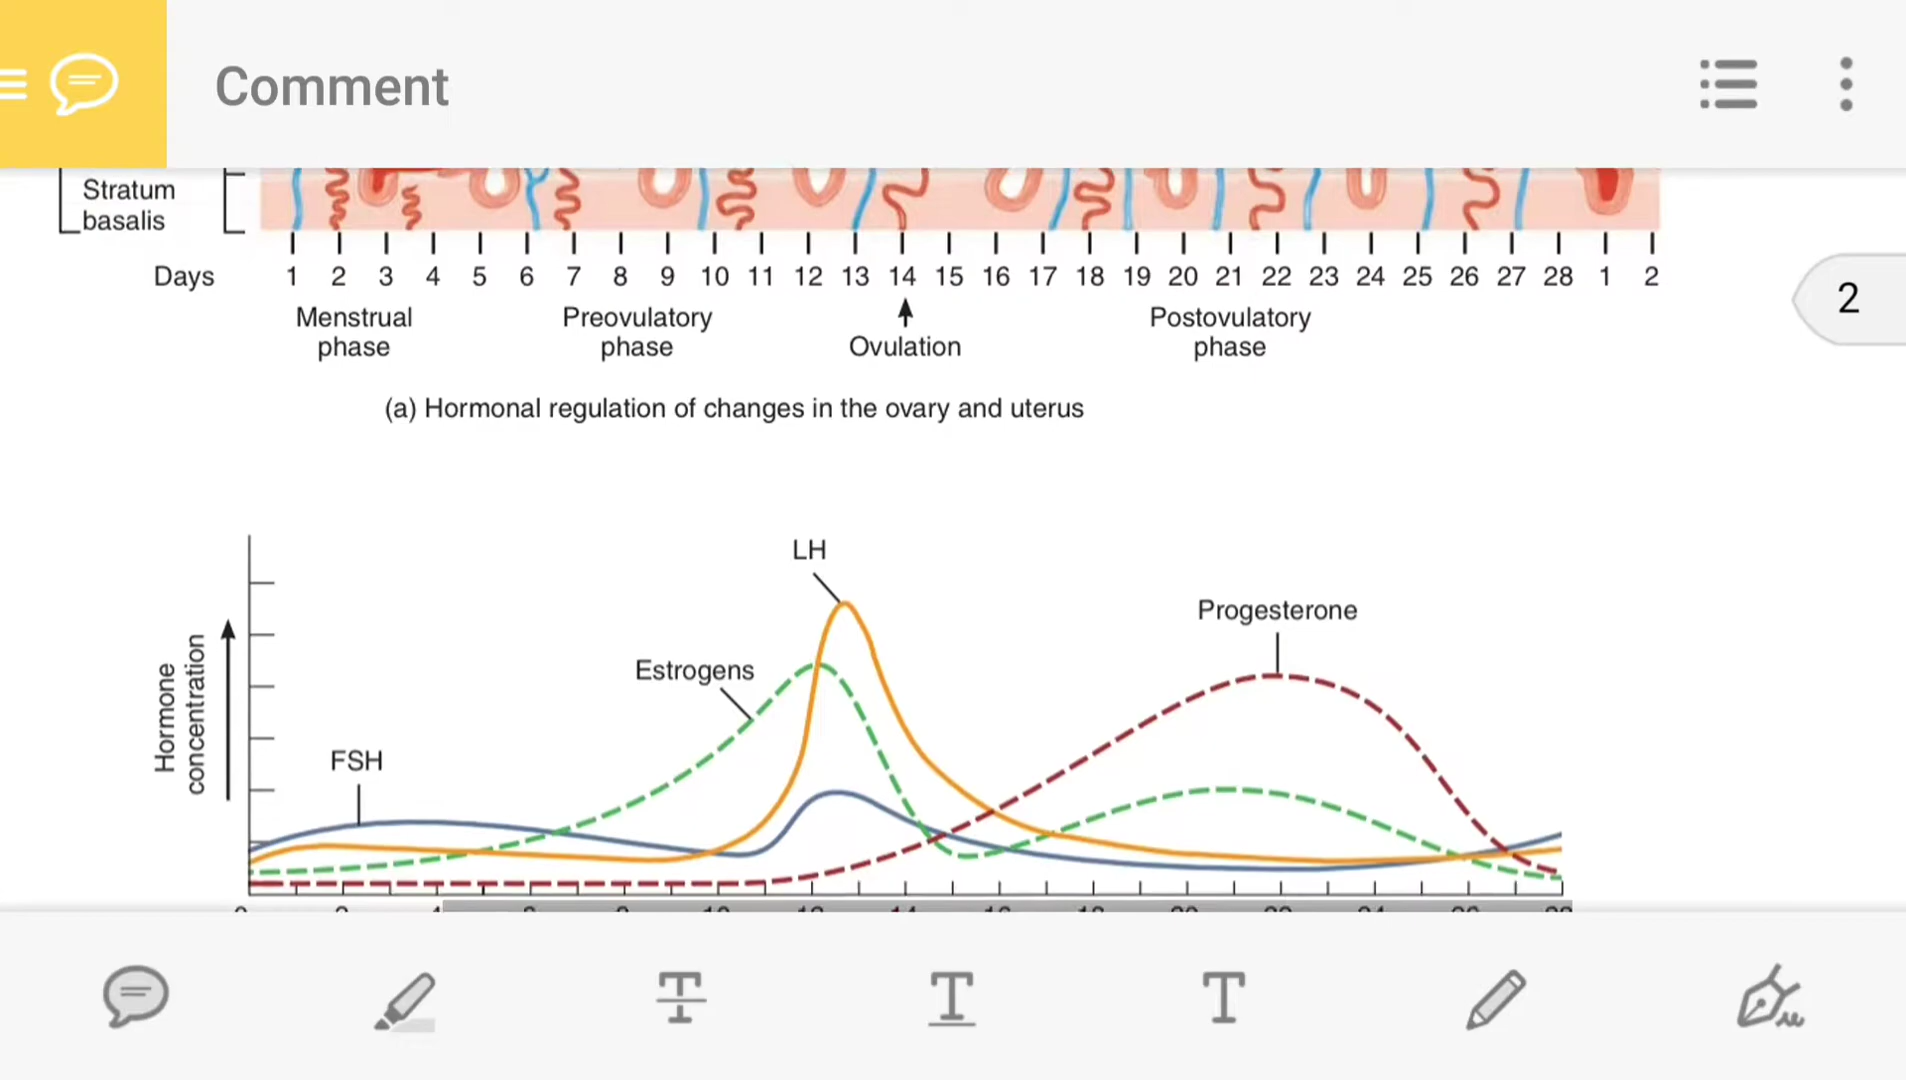 Comment
Stratum
basalis
Days 1 2 3 4 5 6 7 8 9 10 11 12 13 14 15 16 17 18 19 20 21 22 23 24 25 26 27 28 1 2
2
Menstrual
phase
Preovulatory
phase
Ovulation
Postovulatory
phase
(a) Hormonal regulation of changes in the ovary and uterus
LH
Progesterone
Estrogens
FSH
Hormone
concentration